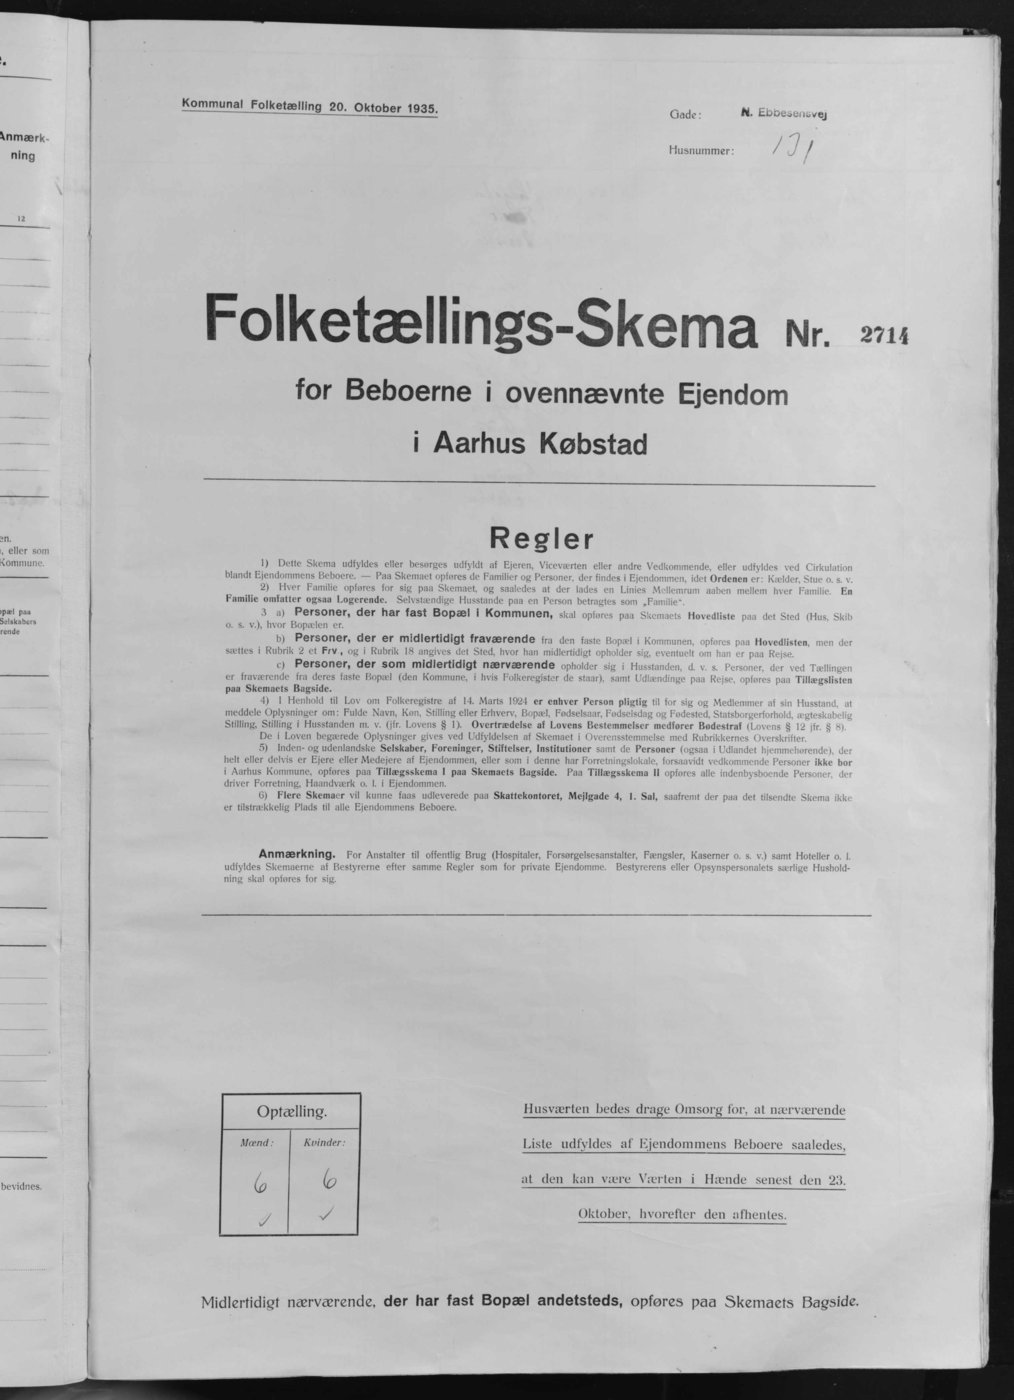 e.
Anmærk-
ning
12
en.
, eller som
Kommune.
opæl paa
Selskabers
rende
bevidnes.
Kommunal Folketælling 20. Oktober 1935.
Gade: N. Ebbesensvej
Husnummer: 131
Folketællings-Skema Nr. 2714
for Beboerne i ovennævnte Ejendom
i Aarhus Købstad
Regler
1) Dette Skema udfyldes eller besørges udfyldt af Ejeren, Viceværten eller andre Vedkommende, eller udfyldes ved Cirkulation
blandt Ejendommens Beboere. — Paa Skemaet opføres de Familier og Personer, der findes i Ejendommen, idet Ordenen er: Kælder, Stue o. s. v.
2) Hver Familie opføres for sig paa Skemaet, og saaledes at der lades en Linies Mellemrum aaben mellem hver Familie. En
Familie omfatter ogsaa Logerende. Selvstændige Husstande paa en Person betragtes som „Familie“.
3 a) Personer, der har fast Bopæl i Kommunen, skal opføres paa Skemaets Hovedliste paa det Sted (Hus, Skib
o. s. v.), hvor Bopælen er.
b) Personer, der er midlertidigt fraværende fra den faste Bopæl i Kommunen, opføres paa Hovedlisten, men der
sættes i Rubrik 2 et Frv., og i Rubrik 18 angives det Sted, hvor han midlertidigt opholder sig, eventuelt om han er paa Rejse.
c) Personer, der som midlertidigt nærværende opholder sig i Husstanden, d. v. s. Personer, der ved Tællingen
er fraværende fra deres faste Bopæl (den Kommune, i hvis Folkeregister de staar), samt Udlændinge paa Rejse, opføres paa Tillægslisten
paa Skemaets Bagside.
4) I Henhold til Lov om Folkeregistre af 14. Marts 1924 er enhver Person pligtig til for sig og Medlemmer af sin Husstand, at
meddele Oplysninger om: Fulde Navn, Køn, Stilling eller Erhverv, Bopæl, Fødselsaar, Fødselsdag og Fødested, Statsborgerforhold, ægteskabelig
Stilling, Stilling i Husstanden m. v. (jfr. Lovens § 1). Overtrædelse af Lovens Bestemmelser medfører Bødestraf (Lovens § 12 jfr. § 8).
De i Loven begærede Oplysninger gives ved Udfyldelsen af Skemaet i Overensstemmelse med Rubrikkernes Overskrifter.
5) Inden- og udenlandske Selskaber, Foreninger, Stiftelser, Institutioner samt de Personer (ogsaa i Udlandet hjemmehørende), der
helt eller delvis er Ejere eller Medejere af Ejendommen, eller som i denne har Forretningslokale, forsaavidt vedkommende Personer ikke bor
i Aarhus Kommune, opføres paa Tillægsskema I paa Skemaets Bagside. Paa Tillægsskema II opføres alle indenbysboende Personer, der
driver Forretning, Haandværk o. l. i Ejendommen.
6) Flere Skemaer vil kunne faas udleverede paa Skattekontoret, Mejlgade 4, 1. Sal, saafremt der paa det tilsendte Skema ikke
er tilstrækkelig Plads til alle Ejendommens Beboere.
Anmærkning. For Anstalter til offentlig Brug (Hospitaler, Forsørgelsesanstalter, Fængsler, Kaserner o. s. v.) samt Hoteller o. l.
udfyldes Skemaerne af Bestyrerne efter samme Regler som for private Ejendomme. Bestyrerens eller Opsynspersonalets særlige Hushold-
ning skal opføres for sig.
Optælling.
Mænd: Kvinder:
6 6
✓ ✓
Husværten bedes drage Omsorg for, at nærværende
Liste udfyldes af Ejendommens Beboere saaledes,
at den kan være Værten i Hænde senest den 23.
Oktober, hvorefter den afhentes.
Midlertidigt nærværende, der har fast Bopæl andetsteds, opføres paa Skemaets Bagside.